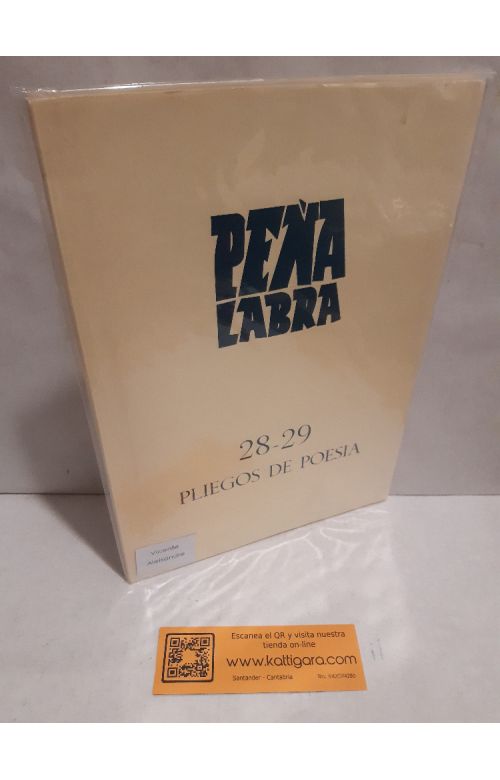 PEÑA
LABRA
28-29
PLIEGOS DE POESIA
Vicente
Aleixandre
Escanea el QR y visita nuestra
tienda on-line
www.kattigara.com
Santander - Cantabria